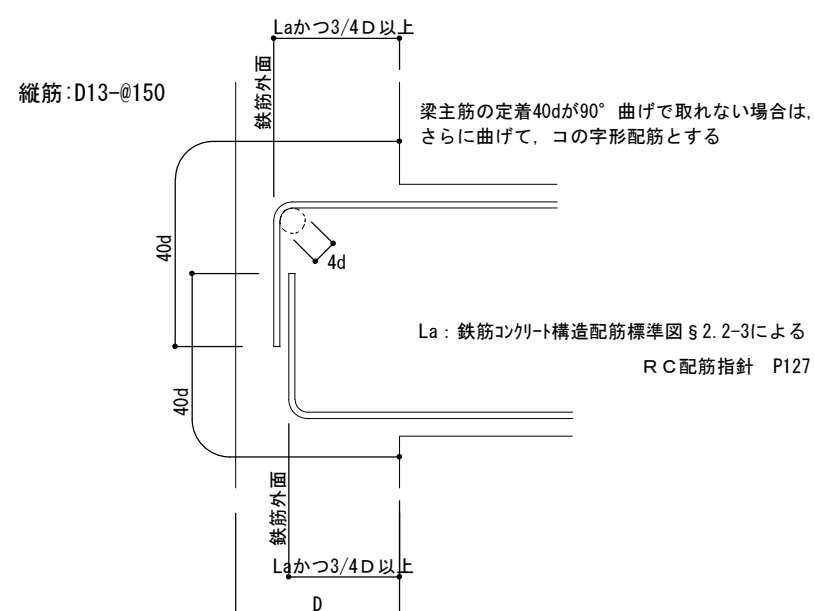 Laかつ3/4D以上
鉄筋外面
縦筋:D13-@150
梁主筋の定着40dが90°曲げで取れない場合は,
さらに曲げて,コの字形配筋とする
40d
4d
La:鉄筋コンクリート構造配筋標準図§2.2-3による
RC配筋指針 P127
40d
鉄筋外面
Laかつ3/4D以上
D